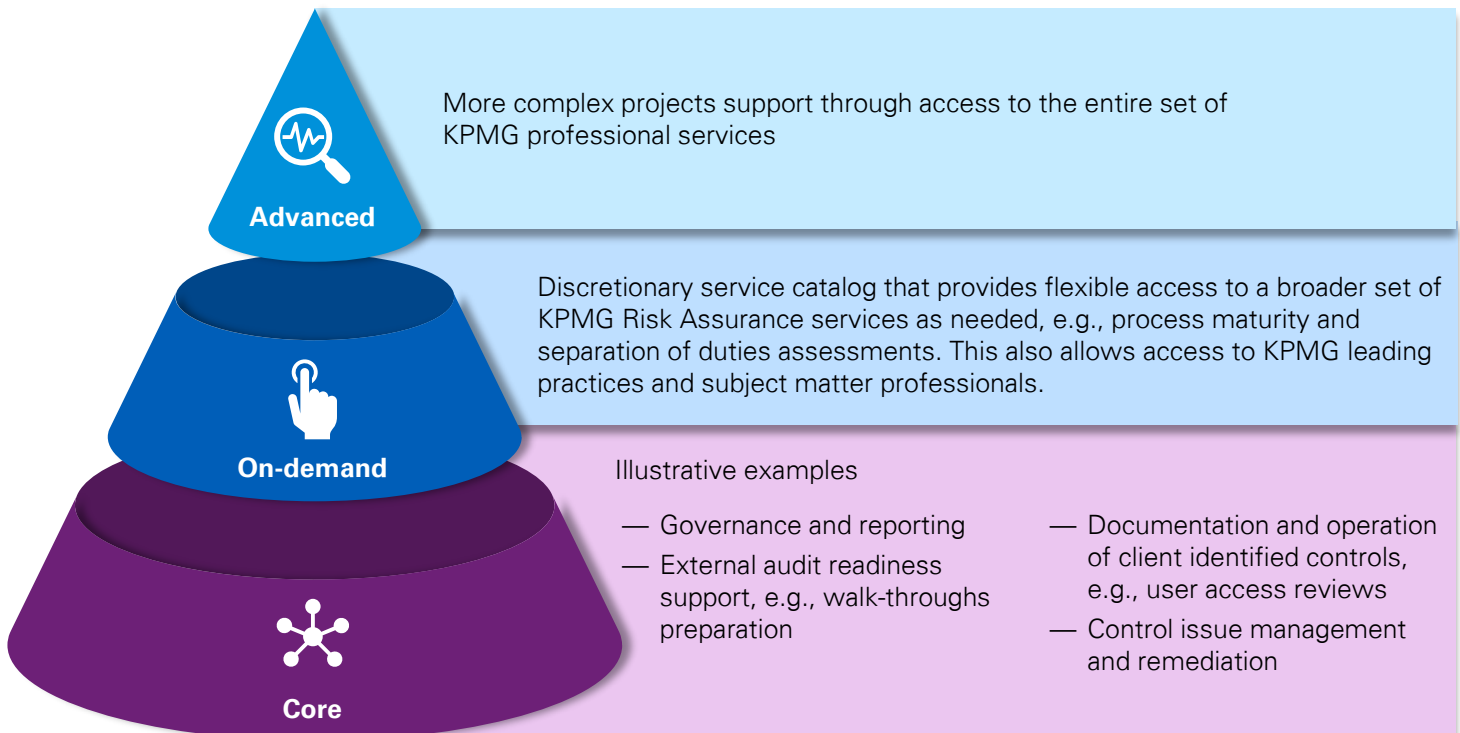 More complex projects support through access to the entire set of
KPMG professional services
Advanced
Discretionary service catalog that provides flexible access to a broader set of
KPMG Risk Assurance services as needed, e.g., process maturity and
separation of duties assessments. This also allows access to KPMG leading
practices and subject matter professionals.
On-demand
Illustrative examples
— Governance and reporting
— External audit readiness
support, e.g., walk-throughs
preparation
— Documentation and operation
of client identified controls,
e.g., user access reviews
— Control issue management
and remediation
Core